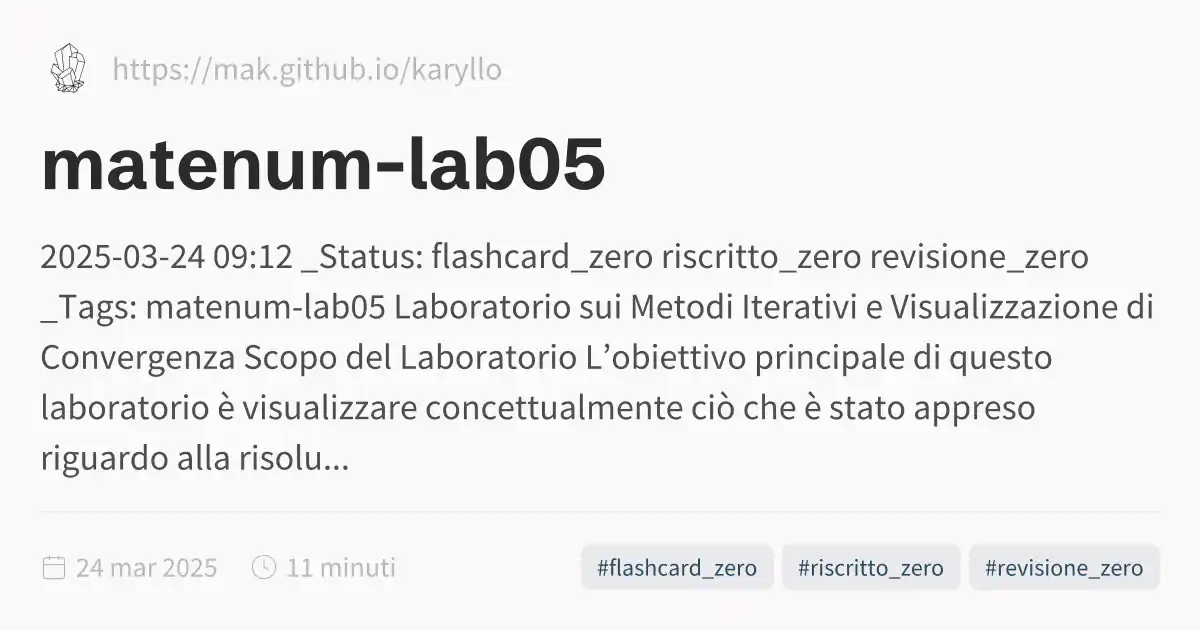 https://mak.github.io/karyllo
matenum-lab05
2025-03-24 09:12 _Status: flashcard_zero riscritto_zero revisione_zero
_Tags: matenum-lab05 Laboratorio sui Metodi Iterativi e Visualizzazione di
Convergenza Scopo del Laboratorio L’obiettivo principale di questo
laboratorio è visualizzare concettualmente ciò che è stato appreso
riguardo alla risolu...
24 mar 2025 11 minuti #flashcard_zero #riscritto_zero #revisione_zero